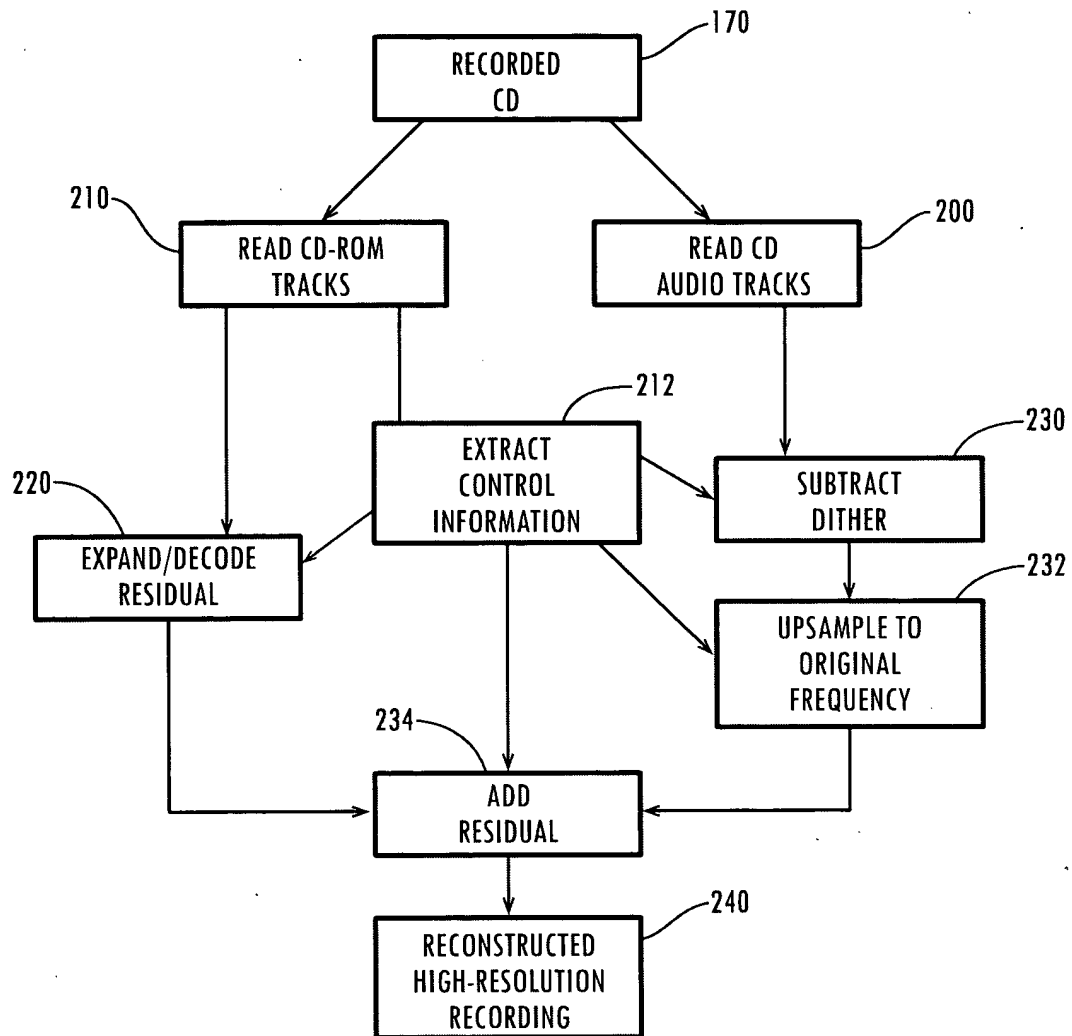 170
RECORDED
CD
210
READ CD-ROM
TRACKS
200
READ CD
AUDIO TRACKS
212
EXTRACT
CONTROL
INFORMATION
230
SUBTRACT
DITHER
220
EXPAND/DECODE
RESIDUAL
232
UPSAMPLE TO
ORIGINAL
FREQUENCY
234
ADD
RESIDUAL
240
RECONSTRUCTED
HIGH-RESOLUTION
RECORDING